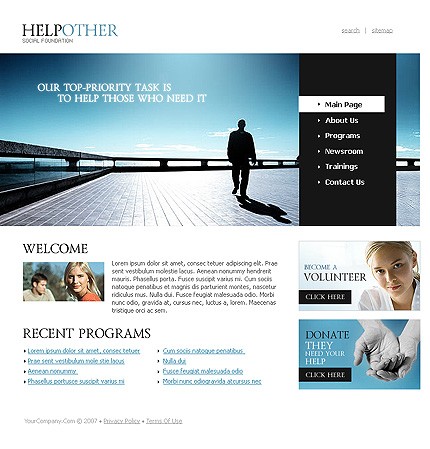 HELPOTHER
SOCIAL FOUNDATION
search | sitemap
OUR TOP-PRIORITY TASK IS
TO HELP THOSE WHO NEED IT
Main Page
About Us
Programs
Newsroom
Trainings
Contact Us
WELCOME
Lorem ipsum dolor sit amet, consec tetuer adipiscing elit. Prae
sent vestibulum molestie lacus. Aenean nonummy hendrerit
mauris. Phasellus porta. Fusce suscipit varius mi. Cum sociis
natoque penatibus et magnis dis parturient montes, nascetur
ridiculus mus. Nulla dui. Fusce feugiat malesuada odio. Morbi
nunc odio, gravida at, cursus nec, luctus a, lorem. Maecenas
tristique orci ac sem.
RECENT PROGRAMS
Lorem ipsum dolor sit amet, consec tetuer
Prae sent vestibulum mole stie lacus
Aenean nonummy
Phasellus portusce suscipit varius mi
Cum sociis natoque penatibus
Nulla dui
Fusce feugiat malesuada odio
Morbi nunc odiogravida atcursus nec
BECOME A
VOLUNTEER
CLICK HERE
DONATE
THEY
NEED YOUR
HELP
CLICK HERE
YourCompany.Com © 2007 • Privacy Policy • Terms Of Use